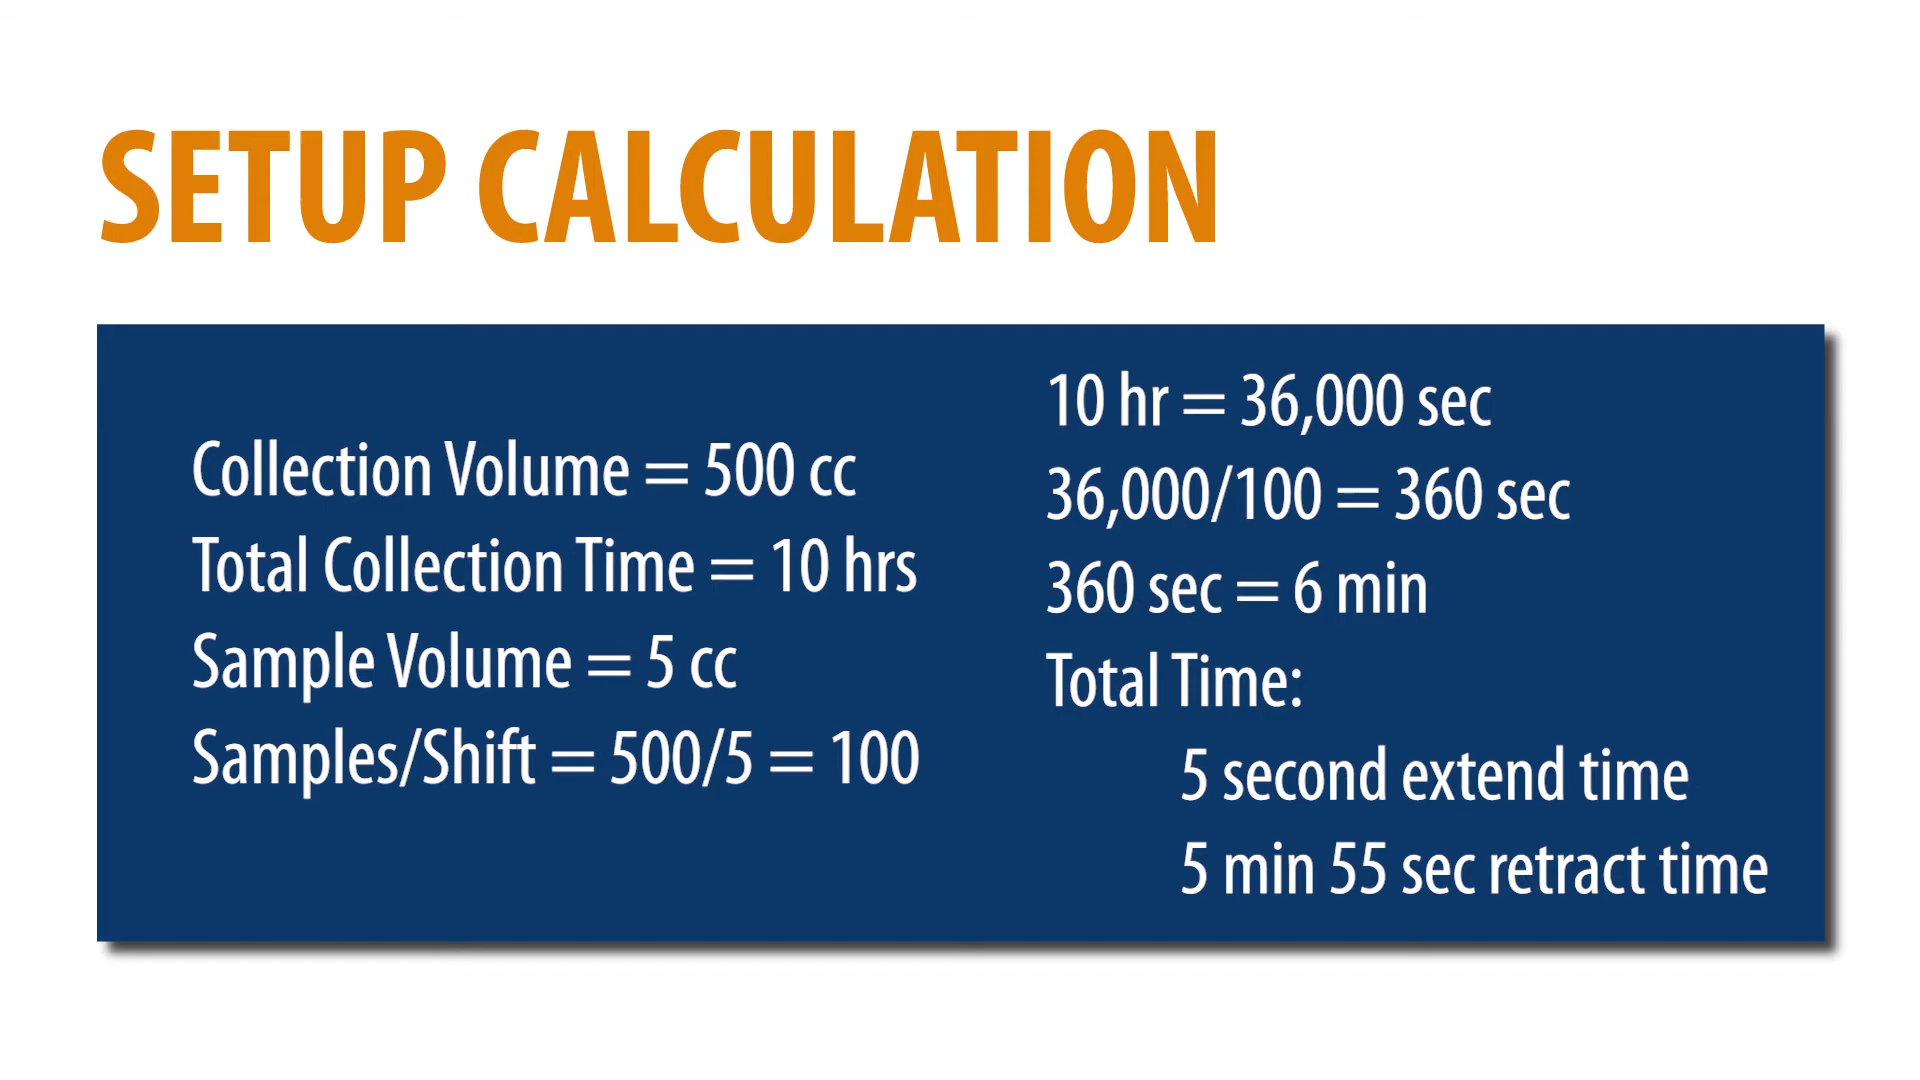 SETUP CALCULATION
Collection Volume = 500 cc
Total Collection Time = 10 hrs
Sample Volume = 5 cc
Samples/Shift = 500/5 = 100
10 hr = 36,000 sec
36,000/100 = 360 sec
360 sec = 6 min
Total Time:
5 second extend time
5 min 55 sec retract time